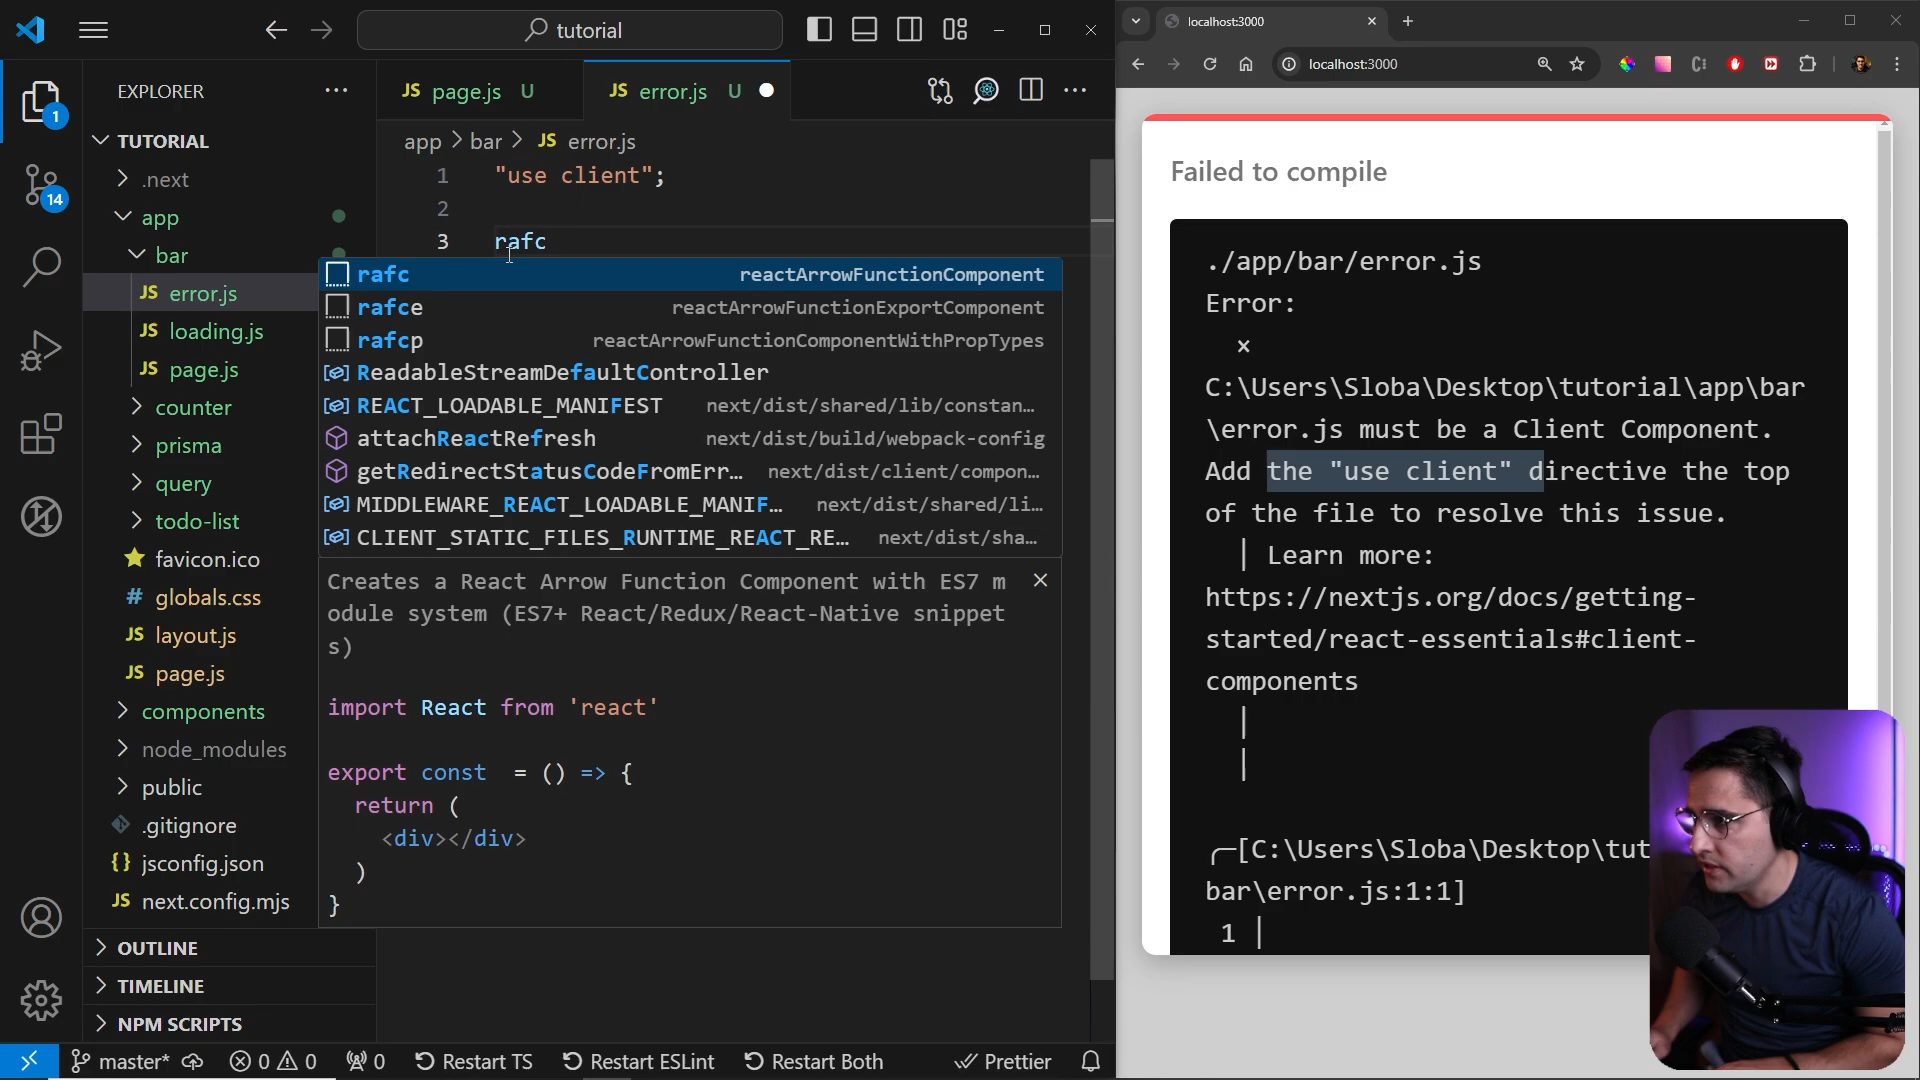 tutorial
EXPLORER
TUTORIAL
.next
app
bar
JS error.js
JS loading.js
JS page.js
counter
prisma
query
todo-list
favicon.ico
# globals.css
JS layout.js
JS page.js
components
node_modules
public
.gitignore
{} jsconfig.json
JS next.config.mjs
OUTLINE
TIMELINE
NPM SCRIPTS
1
14
JS page.js U
JS error.js U
app > bar > JS error.js
1 "use client";
2
3 rafc
rafc reactArrowFunctionComponent
rafce reactArrowFunctionExportComponent
rafcp reactArrowFunctionComponentWithPropTypes
ReadableStreamDefaultController
REACT_LOADABLE_MANIFEST next/dist/shared/lib/constan...
attachReactRefresh next/dist/build/webpack-config
getRedirectStatusCodeFromErr... next/dist/client/compon...
MIDDLEWARE_REACT_LOADABLE_MANIF... next/dist/shared/li...
CLIENT_STATIC_FILES_RUNTIME_REACT_RE... next/dist/sha...
Creates a React Arrow Function Component with ES7 m
odule system (ES7+ React/Redux/React-Native snippet
s)
import React from 'react'
export const = () => {
return (
<div></div>
)
}
master* 0 0 0 Restart TS Restart ESLint Restart Both Prettier
localhost:3000
localhost:3000
Failed to compile
./app/bar/error.js
Error:
×
C:\Users\Sloba\Desktop\tutorial\app\bar
\error.js must be a Client Component.
Add the "use client" directive the top
of the file to resolve this issue.
│ Learn more:
https://nextjs.org/docs/getting-
started/react-essentials#client-
components
│
│
╭─[C:\Users\Sloba\Desktop\tut
bar\error.js:1:1]
1 │